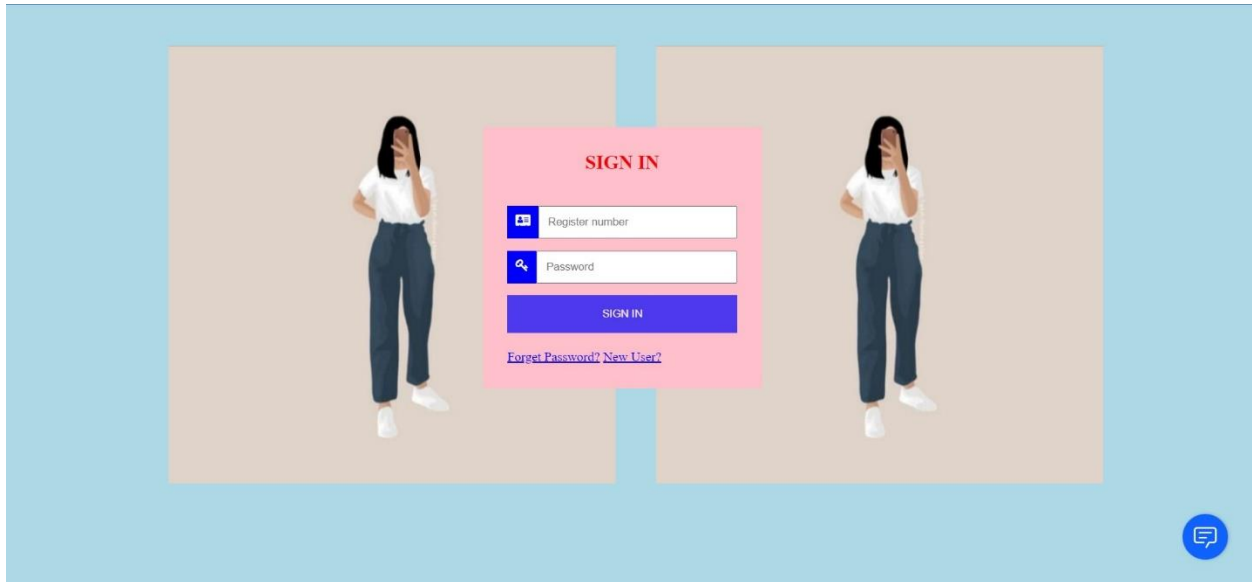 SIGN IN
Register number
Password
SIGN IN
Forget Password? New User?